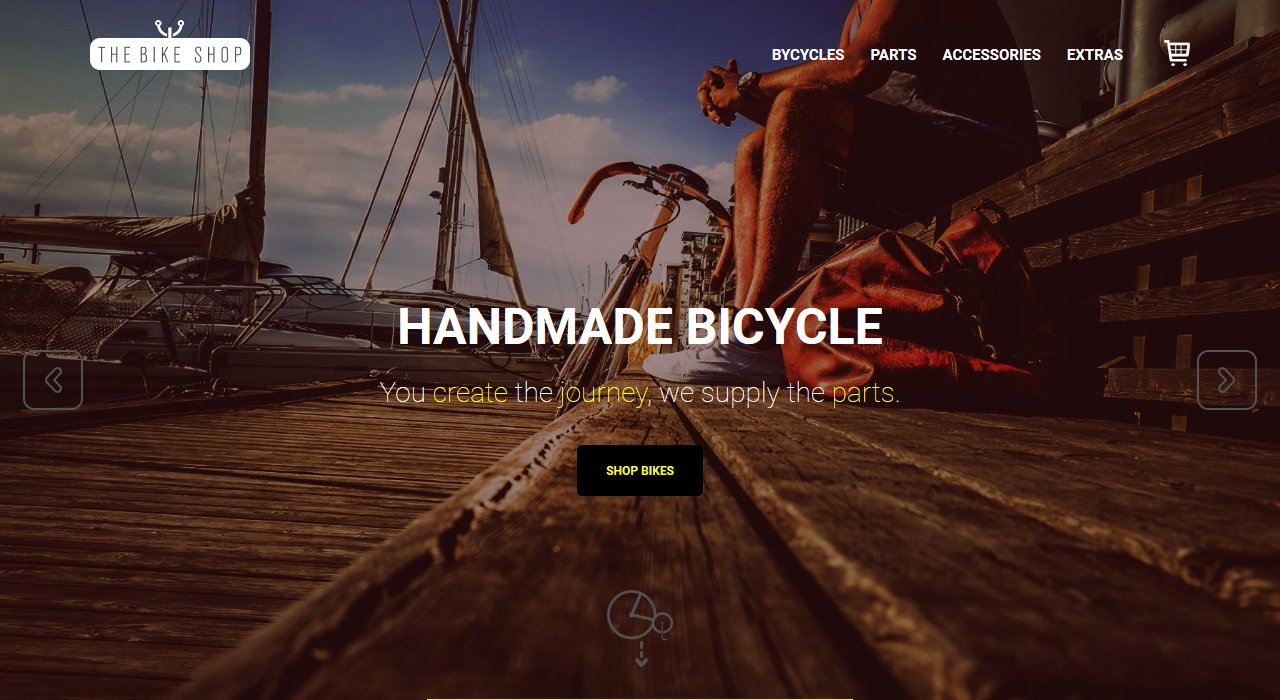 THE BIKE SHOP
BYCYCLES PARTS ACCESSORIES EXTRAS
HANDMADE BICYCLE
You create the journey, we supply the parts.
SHOP BIKES